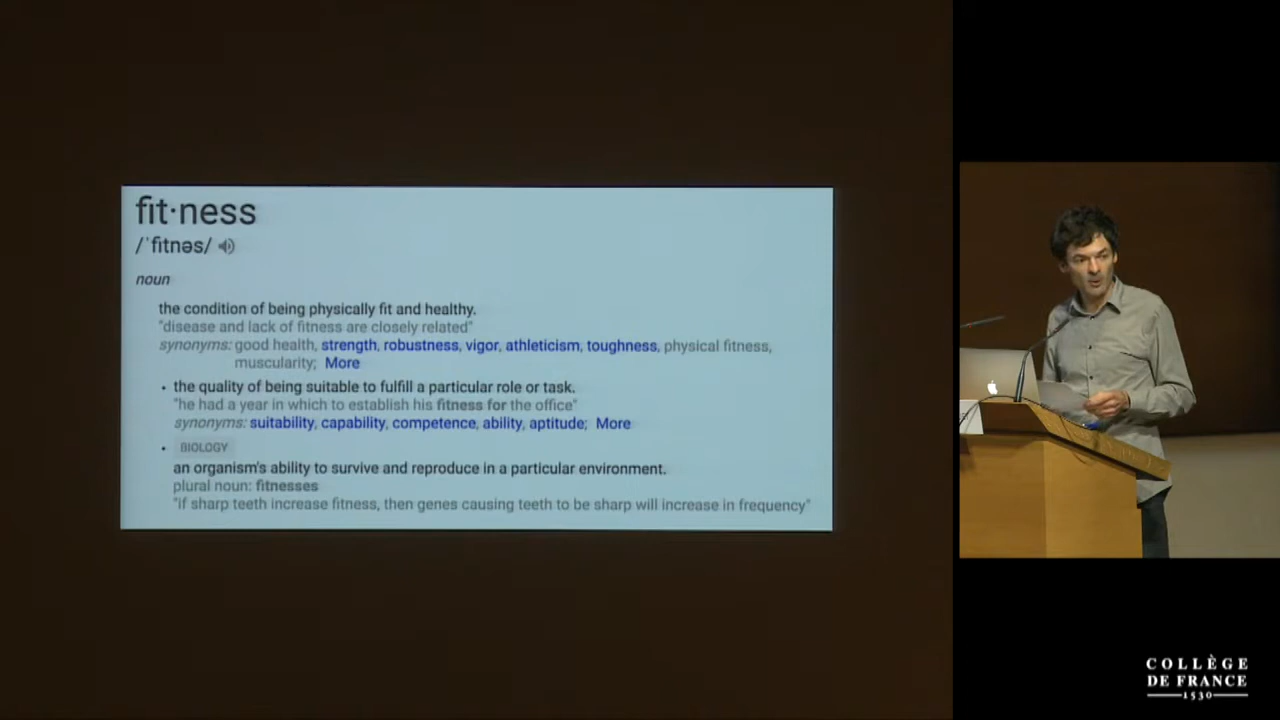 fit·ness
/ˈfitnəs/
noun
the condition of being physically fit and healthy.
"disease and lack of fitness are closely related"
synonyms: good health, strength, robustness, vigor, athleticism, toughness, physical fitness,
muscularity; More
• the quality of being suitable to fulfill a particular role or task.
"he had a year in which to establish his fitness for the office"
synonyms: suitability, capability, competence, ability, aptitude; More
• BIOLOGY
an organism's ability to survive and reproduce in a particular environment.
plural noun: fitnesses
"if sharp teeth increase fitness, then genes causing teeth to be sharp will increase in frequency"
COLLÈGE
DE FRANCE
1530